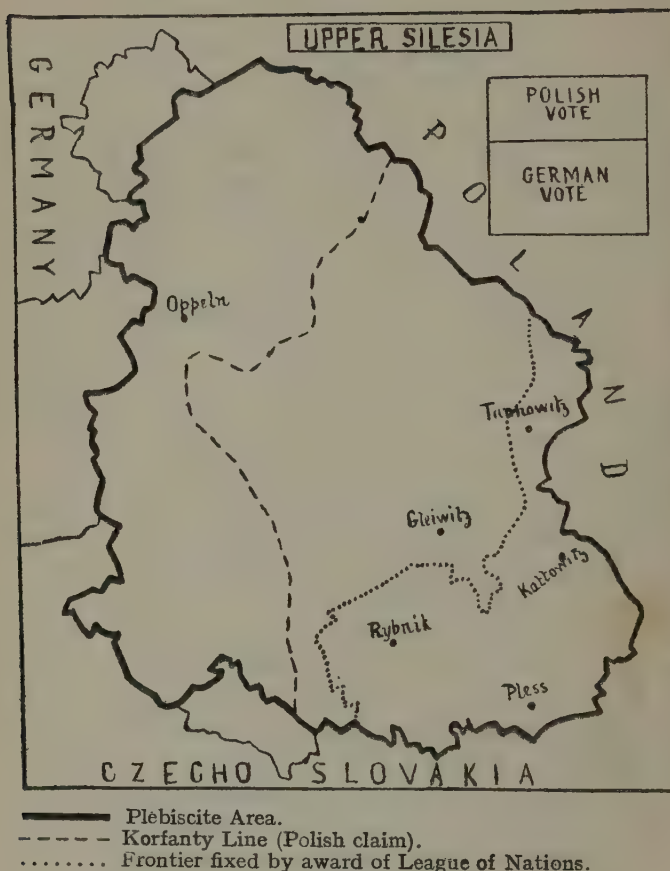 UPPER SILESIA
GERMANY
POLAND
POLISH
VOTE
GERMAN
VOTE
Oppeln
Tarnowitz
Gleiwitz
Kattowitz
Rybnik
Pless
CZECHO SLOVAKIA
Plebiscite Area.
Korfanty Line (Polish claim).
Frontier fixed by award of League of Nations.